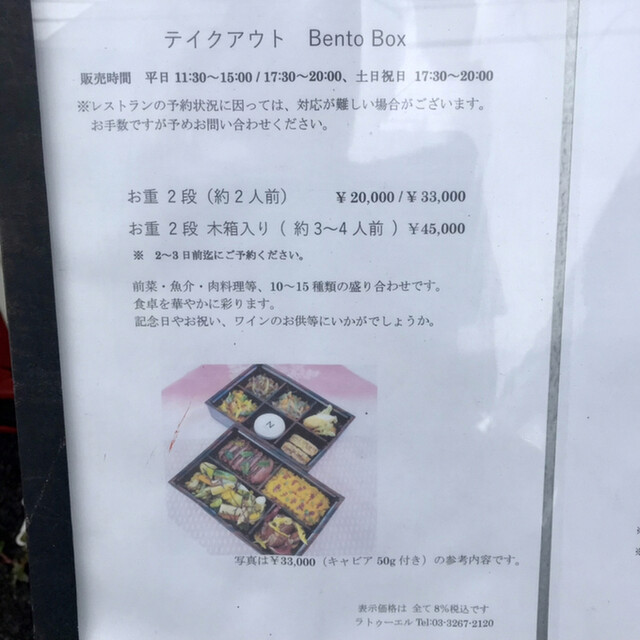 テイクアウト Bento Box
販売時間 平日 11:30～15:00 / 17:30～20:00、土日祝日 17:30～20:00
※レストランの予約状況に因っては、対応が難しい場合がございます。
お手数ですが予めお問い合わせください。
お重 2段（約2人前） ¥ 20,000 / ¥ 33,000
お重 2段 木箱入り（ 約3～4人前 ）¥ 45,000
※ 2～3日前迄にご予約ください。
前菜・魚介・肉料理等、10～15種類の盛り合わせです。
食卓を華やかに彩ります。
記念日やお祝い、ワインのお供等にいかがでしょうか。
写真は¥33,000（キャビア50g付き）の参考内容です。
表示価格は 全て8%税込です
ラトゥーエル Tel:03-3267-2120